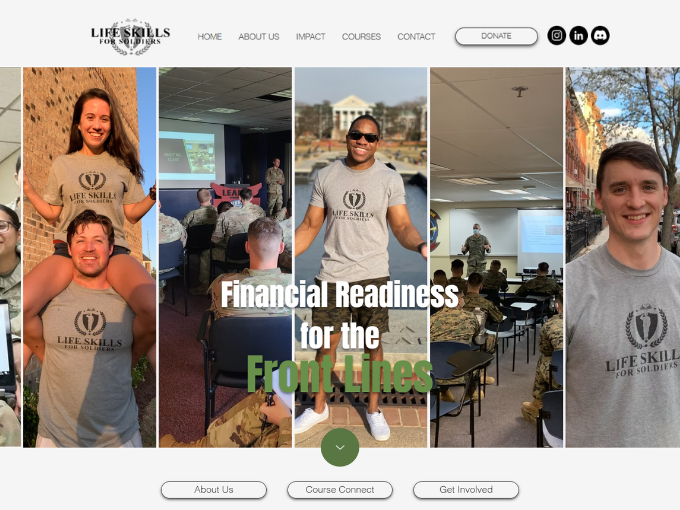 LIFE SKILLS
FOR SOLDIERS
HOME
ABOUT US
IMPACT
COURSES
CONTACT
DONATE
LIFE SKILLS
FOR SOLDIERS
LIFE SKILLS
FOR SOLDIERS
LEAD
LIFE SKILLS
FOR SOLDIERS
LIFE SKILL
FOR SOLDIERS
Financial Readiness
for the
Front Lines
About Us
Course Connect
Get Involved